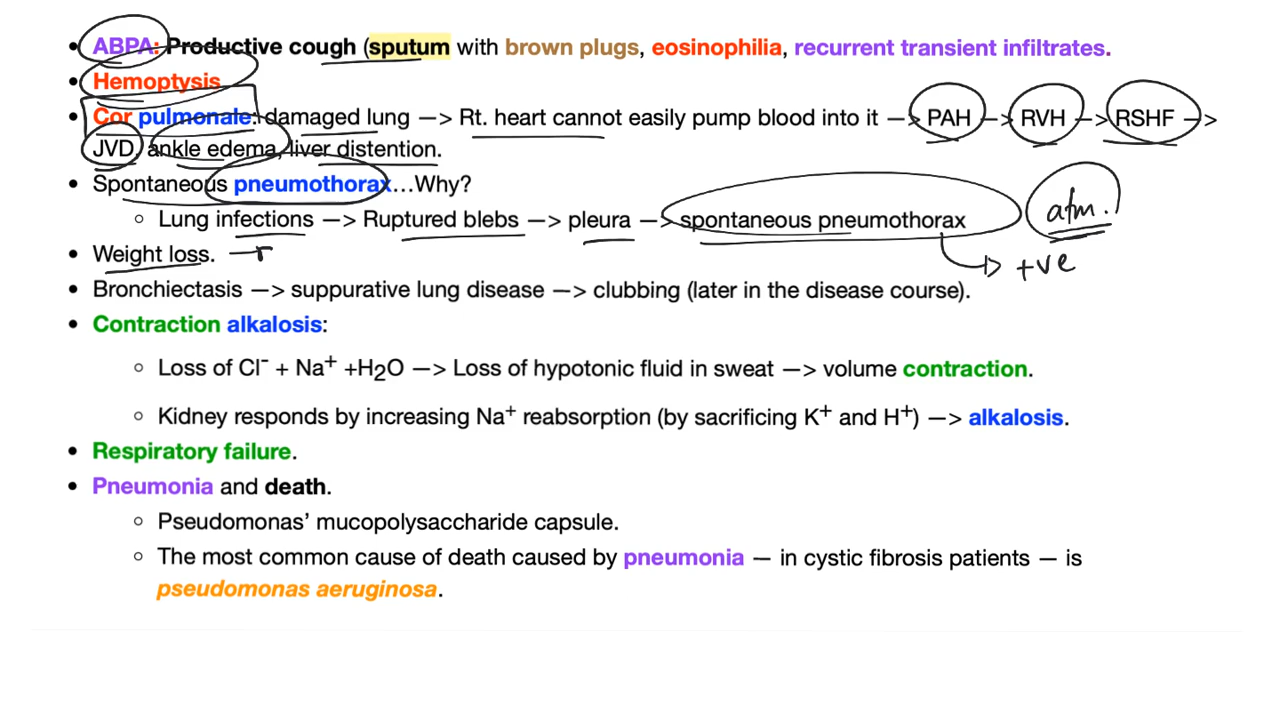 • ABPA: Productive cough (sputum with brown plugs, eosinophilia, recurrent transient infiltrates.
• Hemoptysis
• Cor pulmonale: damaged lung —> Rt. heart cannot easily pump blood into it —> PAH —> RVH —> RSHF —>
JVD, ankle edema, liver distention.
• Spontaneous pneumothorax…Why?
○ Lung infections —> Ruptured blebs —> pleura —> spontaneous pneumothorax
atm.
• Weight loss.
+ve
• Bronchiectasis —> suppurative lung disease —> clubbing (later in the disease course).
• Contraction alkalosis:
○ Loss of Cl⁻ + Na⁺ +H₂O —> Loss of hypotonic fluid in sweat —> volume contraction.
○ Kidney responds by increasing Na⁺ reabsorption (by sacrificing K⁺ and H⁺) —> alkalosis.
• Respiratory failure.
• Pneumonia and death.
○ Pseudomonas’ mucopolysaccharide capsule.
○ The most common cause of death caused by pneumonia — in cystic fibrosis patients — is
pseudomonas aeruginosa.